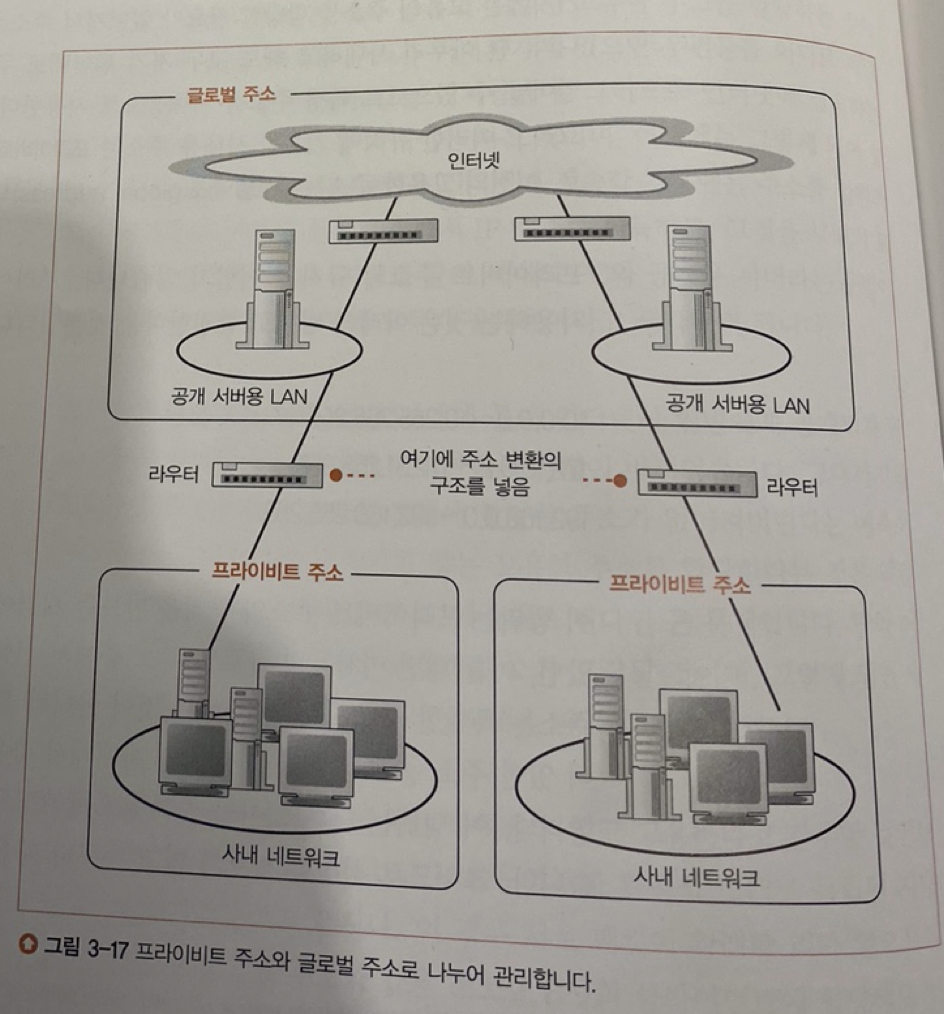 글로벌 주소
인터넷
공개 서버용 LAN
공개 서버용 LAN
라우터
여기에 주소 변환의
구조를 넣음
라우터
프라이비트 주소
프라이비트 주소
사내 네트워크
사내 네트워크
그림 3-17 프라이비트 주소와 글로벌 주소로 나누어 관리합니다.